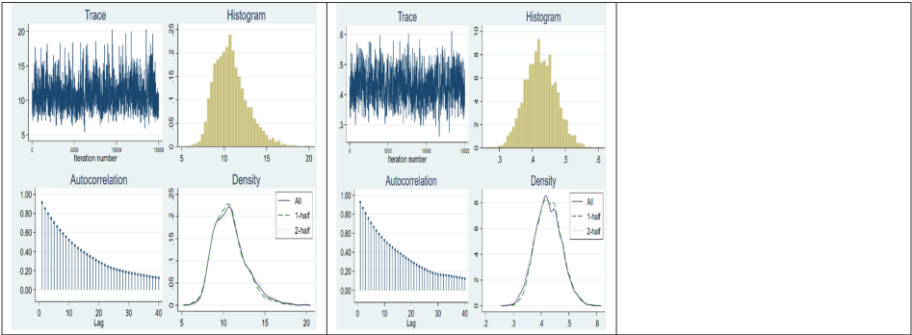 Trace
20
15
10
5
0 5000 10000 15000
Iteration number
Histogram
.25
.2
.15
.1
.05
0
5 10 15 20
Autocorrelation
1.00
0.80
0.60
0.40
0.20
0.00
0 10 20 30 40
Lag
Density
.25
.2
.15
.1
.05
0
5 10 15 20
All
1-half
2-half
Trace
.6
.5
.4
.3
0 5000 10000 15000
Iteration number
Histogram
10
8
6
4
2
0
.3 .4 .5 .6
Autocorrelation
1.00
0.80
0.60
0.40
0.20
0.00
0 10 20 30 40
Lag
Density
8
6
4
2
0
.2 .3 .4 .5 .6
All
1-half
2-half